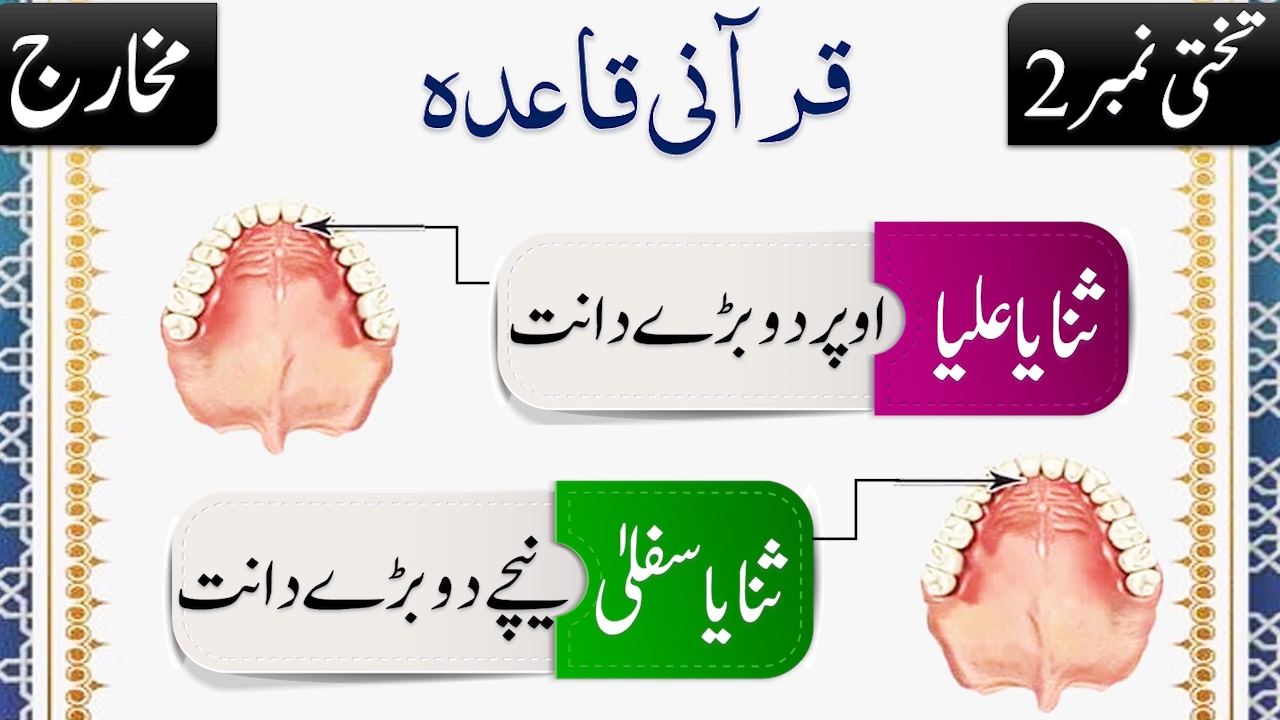 تختی نمبر 2
قرآنی قاعدہ
مخارج
ثنایا علیا
اوپر دو بڑے دانت
ثنایا سفلیٰ
نیچے دو بڑے دانت